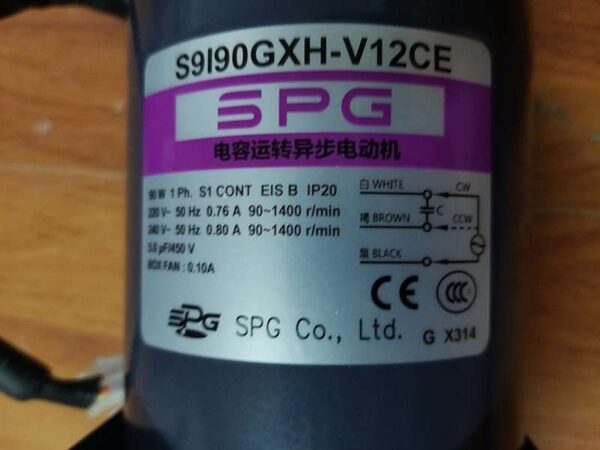 S9I90GXH-V12CE
SPG
电容运转异步电动机
90 W 1 Ph. S1 CONT EIS B IP20
220 V~ 50 Hz 0.76 A 90~1400 r/min
240 V~ 50 Hz 0.80 A 90~1400 r/min
5.0 μF/450 V
BOX FAN : 0.10A
白 WHITE
CW
C
褐 BROWN
CCW
黑 BLACK
CE
CCC
SPG
SPG Co., Ltd.
G X314